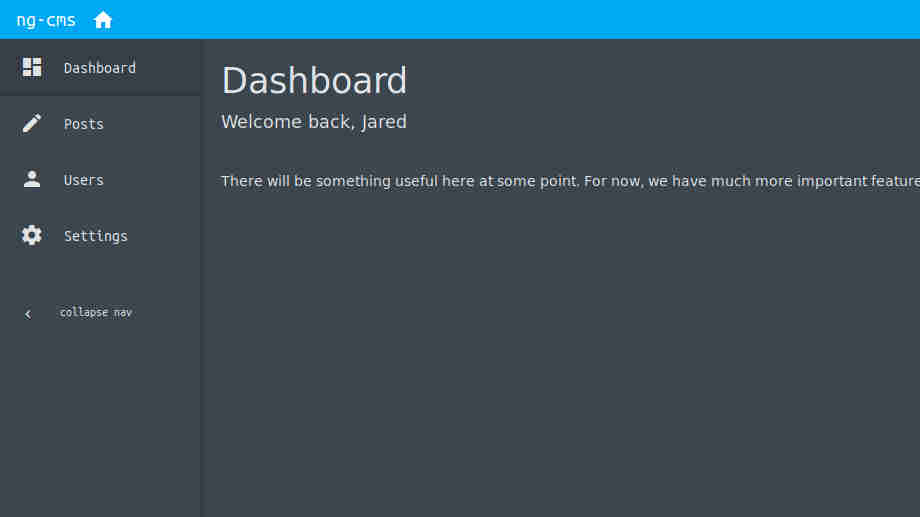 ng-cms
Dashboard
Posts
Users
Settings
collapse nav
Dashboard
Welcome back, Jared
There will be something useful here at some point. For now, we have much more important feature